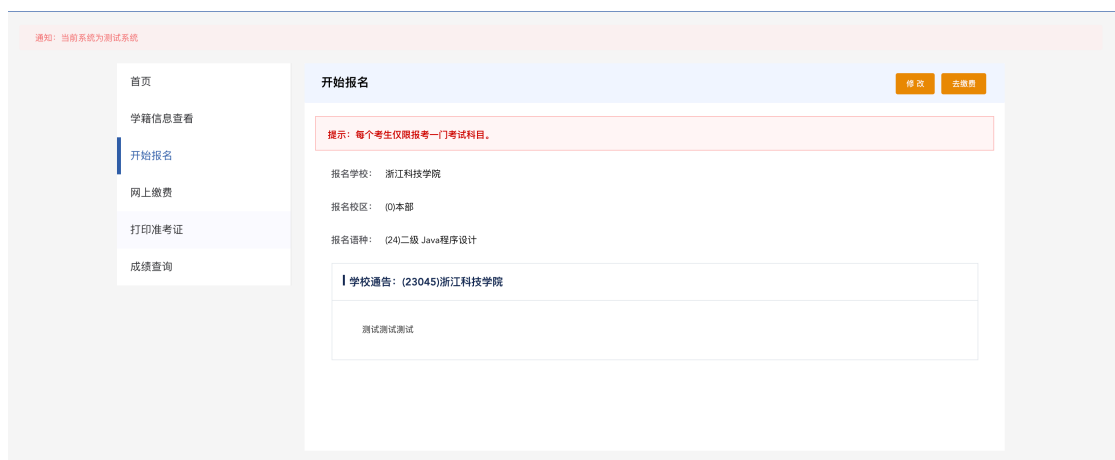 通知：当前系统为测试系统
首页
学籍信息查看
开始报名
网上缴费
打印准考证
成绩查询
开始报名
修 改
去缴费
提示：每个考生仅限报考一门考试科目。
报名学校： 浙江科技学院
报名校区： (0)本部
报名语种： (24)二级 Java程序设计
学校通告：(23045)浙江科技学院
测试测试测试